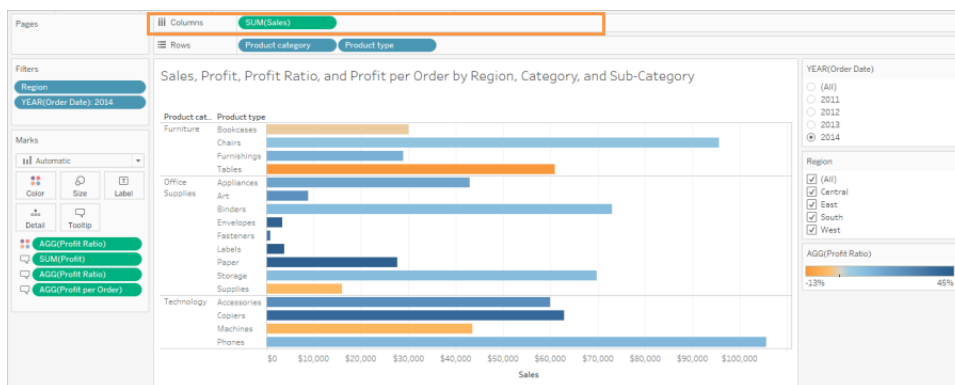 Pages
Columns
SUM(Sales)
Rows
Product category
Product type
Filters
Region
YEAR(Order Date): 2014
Marks
Automatic
Color
Size
Label
Detail
Tooltip
AGG(Profit Ratio)
SUM(Profit)
AGG(Profit Ratio)
AGG(Profit per Order)
Sales, Profit, Profit Ratio, and Profit per Order by Region, Category, and Sub-Category
Product cat.. Product type
Furniture
Bookcases
Chairs
Furnishings
Tables
Office
Supplies
Appliances
Art
Binders
Envelopes
Fasteners
Labels
Paper
Storage
Supplies
Technology
Accessories
Copiers
Machines
Phones
$0 $10,000 $20,000 $30,000 $40,000 $50,000 $60,000 $70,000 $80,000 $90,000 $100,000
Sales
YEAR(Order Date)
(All)
2011
2012
2013
2014
Region
(All)
Central
East
South
West
AGG(Profit Ratio)
-13% 45%